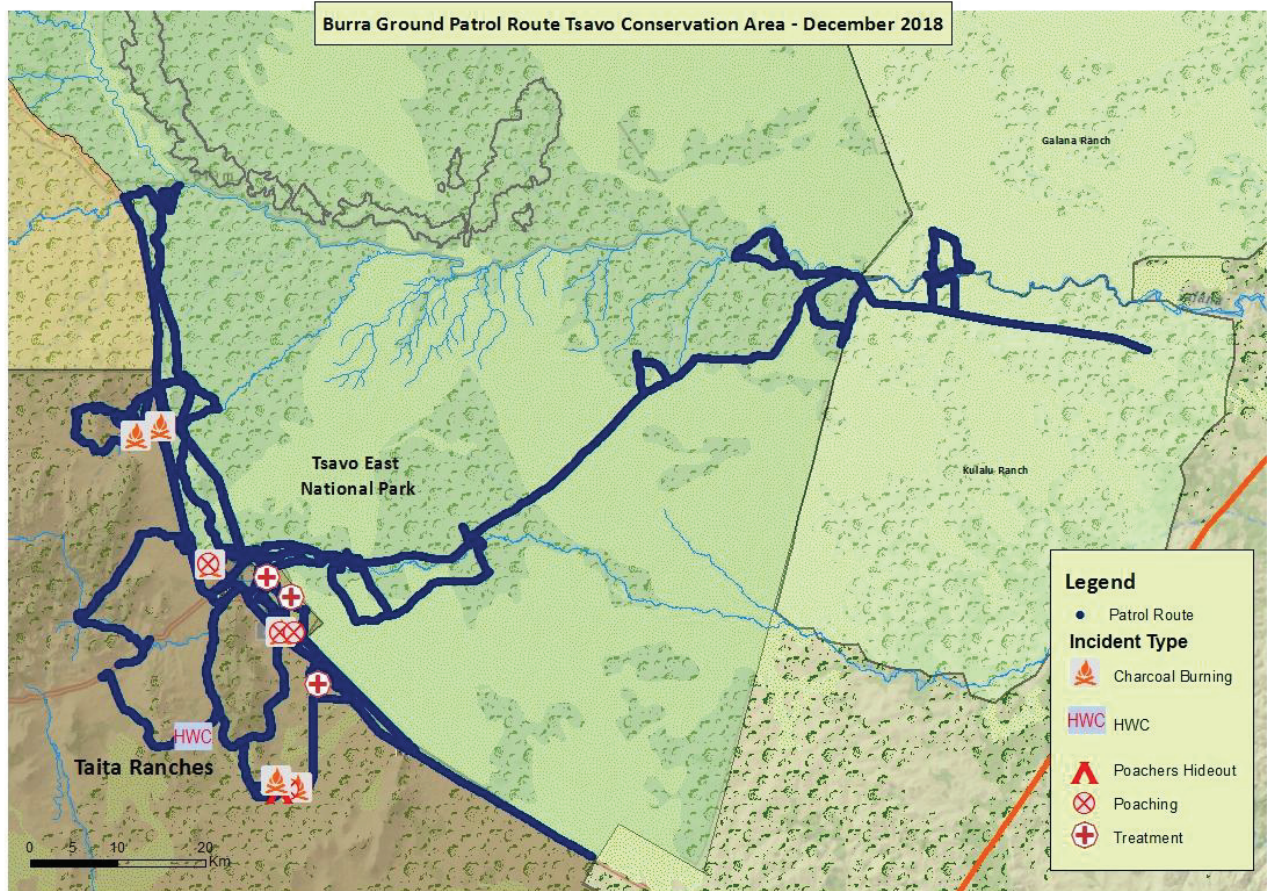 Burra Ground Patrol Route Tsavo Conservation Area - December 2018
Galana Ranch
Tsavo East
National Park
Kulalu Ranch
HWC
Taita Ranches
0 5 10 20
Km
Legend
Patrol Route
Incident Type
Charcoal Burning
HWC HWC
Poachers Hideout
Poaching
Treatment